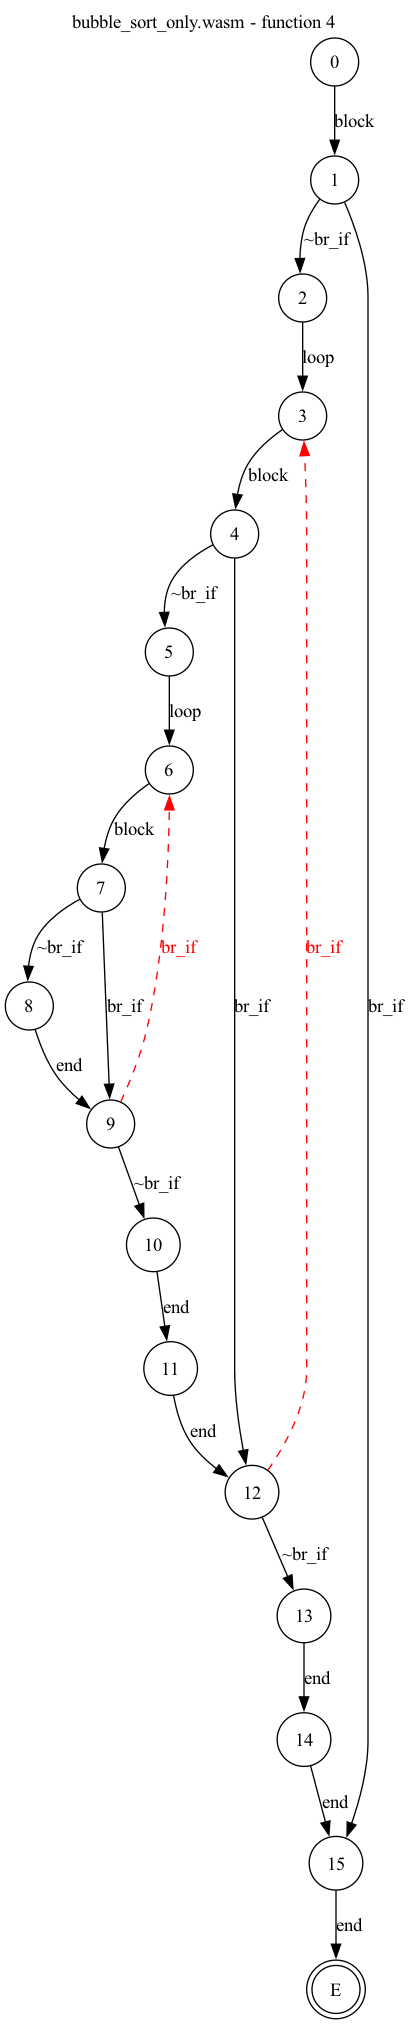 bubble_sort_only.wasm - function 4
0
block
1
~br_if
2
loop
3
block
4
~br_if
5
loop
6
block
7
~br_if
br_if
br_if
8
br_if
br_if
br_if
end
9
~br_if
10
end
11
end
12
~br_if
13
end
14
end
15
end
E